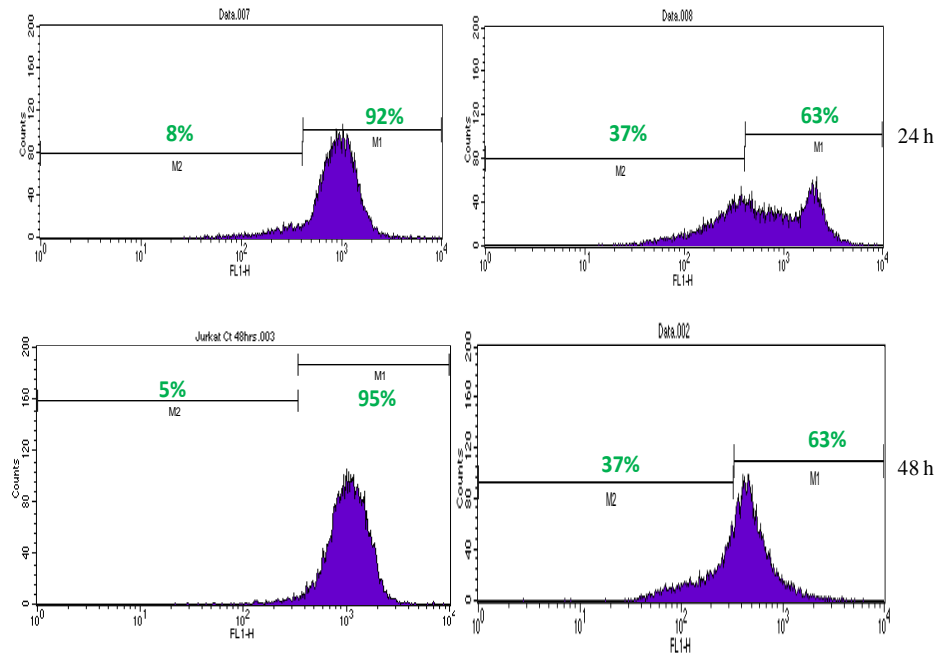 Data.007
200
160
120
80
40
0
Counts
8%
92%
M2
M1
10^0 10^1 10^2 10^3 10^4
FL1-H
Data.008
200
160
120
80
40
0
Counts
37%
63%
M2
M1
10^0 10^1 10^2 10^3 10^4
FL1-H
24 h
Jurkat Ct 48hrs.003
200
160
120
80
40
0
Counts
M1
5%
95%
M2
10^0 10^1 10^2 10^3
FL1-H
Data.002
200
160
120
80
40
0
Counts
37%
63%
M2
M1
10^0 10^1 10^2 10^3 10^4
FL1-H
48 h